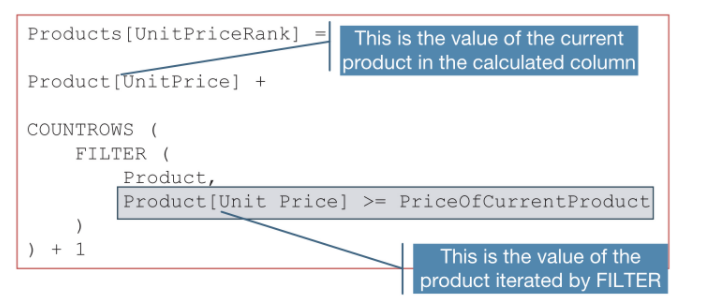 Products[UnitPriceRank] =
This is the value of the current
product in the calculated column
Product[UnitPrice] +
COUNTROWS (
FILTER (
Product,
Product[Unit Price] >= PriceOfCurrentProduct
)
) + 1
This is the value of the
product iterated by FILTER